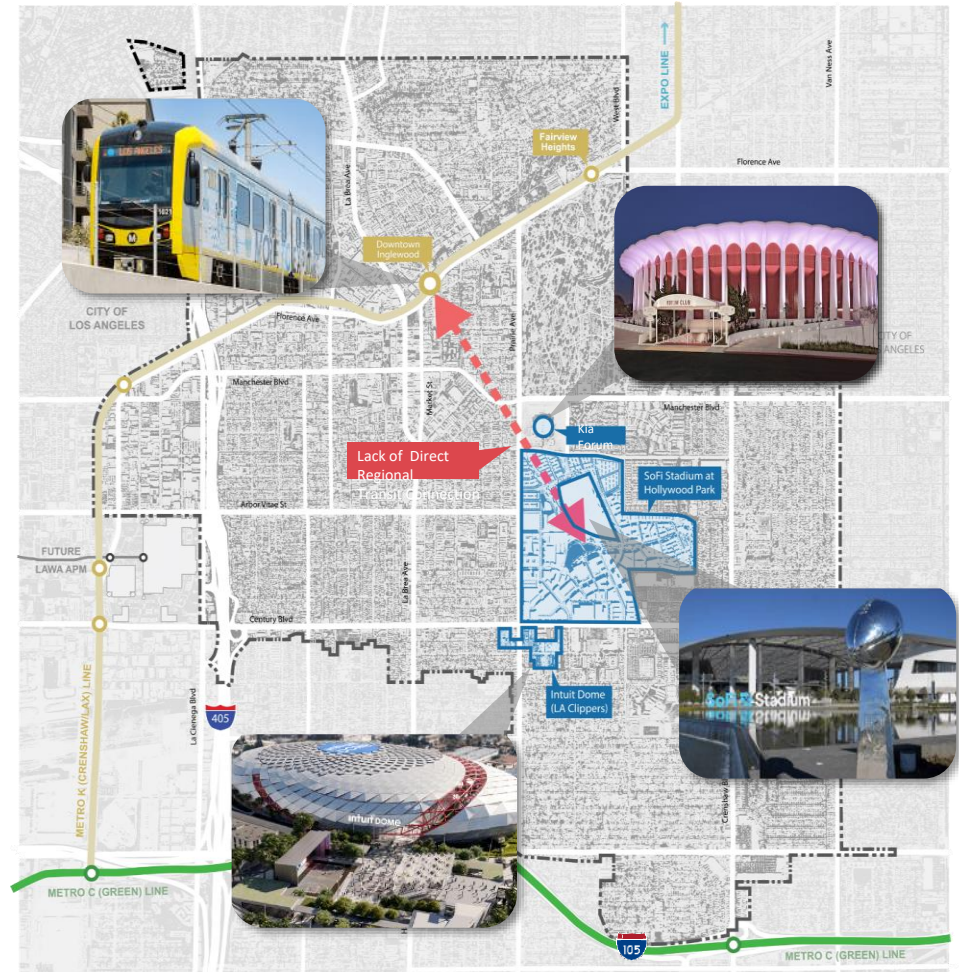 EXPO LINE
Van Ness Ave
West Blvd
Fairview
Heights
Florence Ave
La Brea Ave
LOS ANGELES
1021
M
Downtown
Inglewood
FORUM CLUB
CITY OF
LOS ANGELES
Florence Ave
Prairie Ave
CITY OF
ANGELES
Manchester Blvd
Market St
Manchester Blvd
Kia
Forum
Lack of Direct
Regional
Transit Connection
SoFi Stadium at
Hollywood Park
Arbor Vitae St
FUTURE
LAWA APM
La Brea Ave
Century Blvd
SoFi Stadium
Intuit Dome
(LA Clippers)
La Cienega Blvd
405
METRO K (CRENSHAW/LAX) LINE
intuit DOME
Crenshaw B
METRO C (GREEN) LINE
105
METRO C (GREEN) LINE